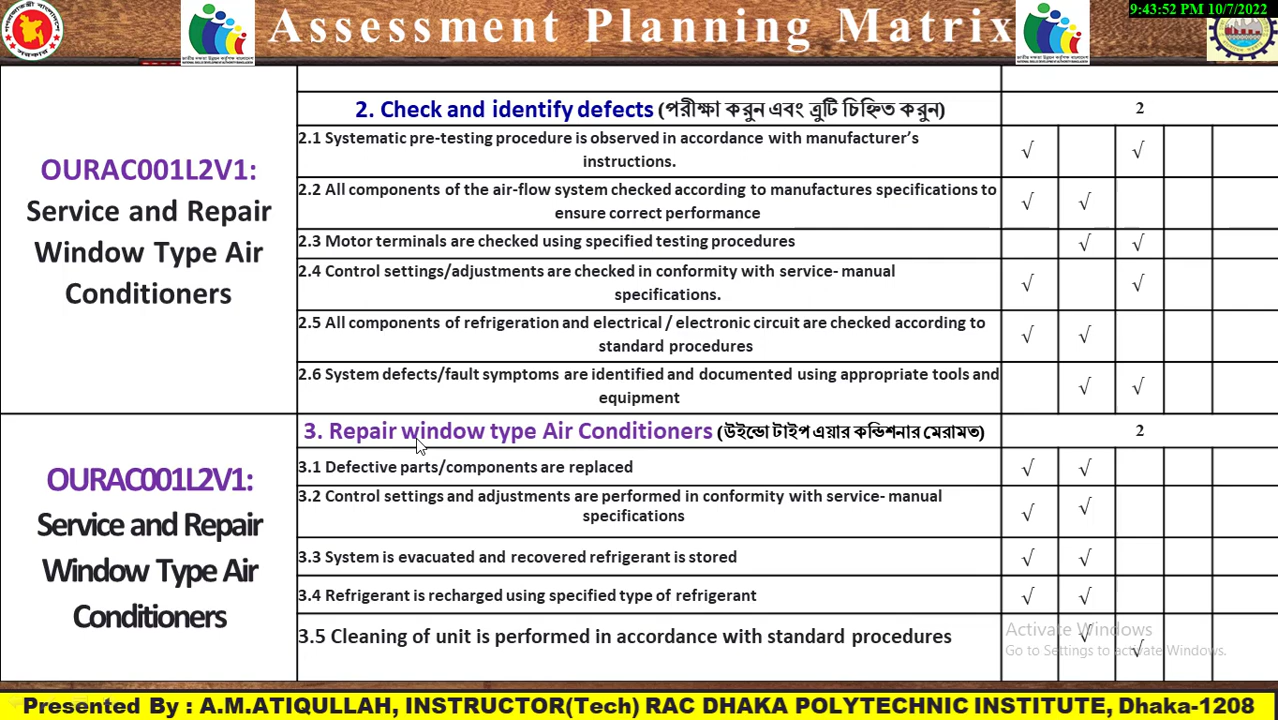 Assessment Planning Matrix
9:43:52 PM 10/7/2022
OURAC001L2V1:
Service and Repair
Window Type Air
Conditioners
2. Check and identify defects (পরীক্ষা করুন এবং ত্রুটি চিহ্নিত করুন) 2
2.1 Systematic pre-testing procedure is observed in accordance with manufacturer's
instructions. √ √
2.2 All components of the air-flow system checked according to manufactures specifications to
ensure correct performance √ √
2.3 Motor terminals are checked using specified testing procedures √ √
2.4 Control settings/adjustments are checked in conformity with service- manual
specifications. √ √
2.5 All components of refrigeration and electrical / electronic circuit are checked according to
standard procedures √ √
2.6 System defects/fault symptoms are identified and documented using appropriate tools and
equipment √ √
OURAC001L2V1:
Service and Repair
Window Type Air
Conditioners
3. Repair window type Air Conditioners (উইন্ডো টাইপ এয়ার কন্ডিশনার মেরামত) 2
3.1 Defective parts/components are replaced √ √
3.2 Control settings and adjustments are performed in conformity with service- manual
specifications √ √
3.3 System is evacuated and recovered refrigerant is stored √ √
3.4 Refrigerant is recharged using specified type of refrigerant √ √
3.5 Cleaning of unit is performed in accordance with standard procedures √ √
Activate Windows
Go to Settings to activate Windows.
Presented By : A.M.ATIQULLAH, INSTRUCTOR(Tech) RAC DHAKA POLYTECHNIC INSTITUTE, Dhaka-1208